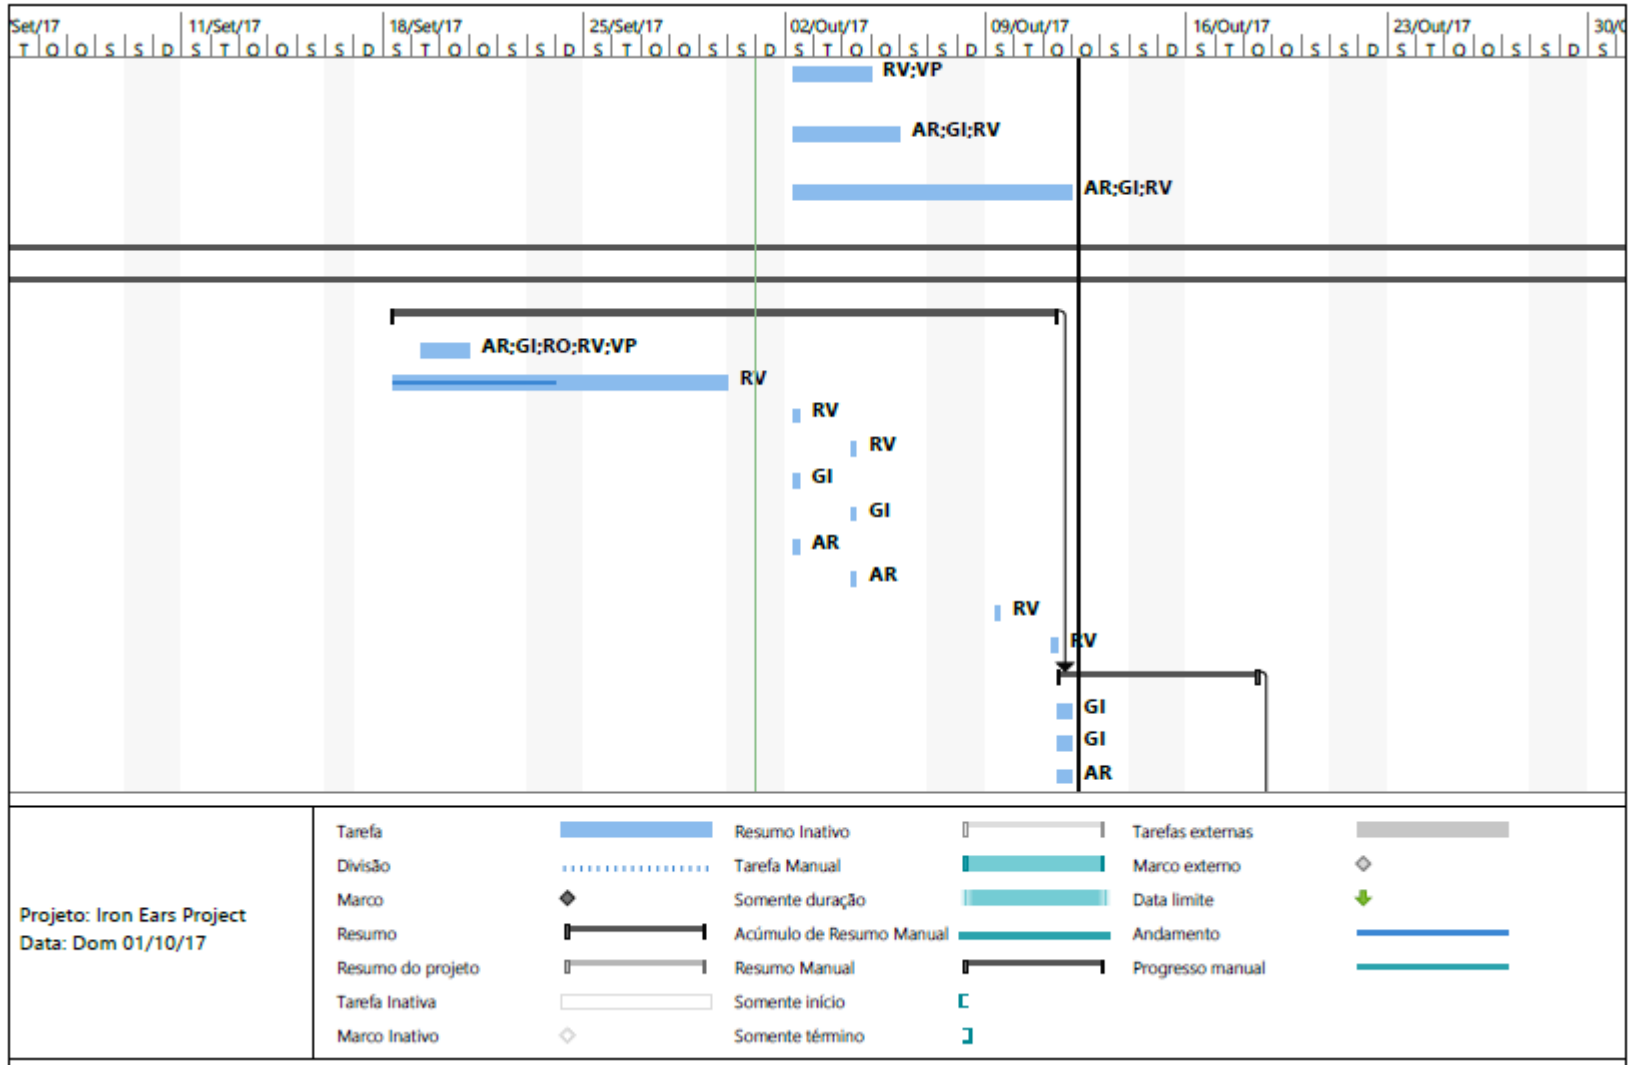 Set/17 11/Set/17 18/Set/17 25/Set/17 02/Out/17 09/Out/17 16/Out/17 23/Out/17 30/O
T Q Q S S D S T Q Q S S D S T Q Q S S D S T Q Q S S D S T Q Q S S D S T Q Q S S D S T Q Q S S D S T Q Q S S D S
RV;VP
AR;GI;RV
AR;GI;RV
AR;GI;RO;RV;VP
RV
RV
RV
GI
GI
AR
AR
RV
RV
GI
GI
AR
Projeto: Iron Ears Project
Data: Dom 01/10/17
Tarefa
Divisão
Marco
Resumo
Resumo do projeto
Tarefa Inativa
Marco Inativo
Resumo Inativo
Tarefa Manual
Somente duração
Acúmulo de Resumo Manual
Resumo Manual
Somente início
Somente término
Tarefas externas
Marco externo
Data limite
Andamento
Progresso manual